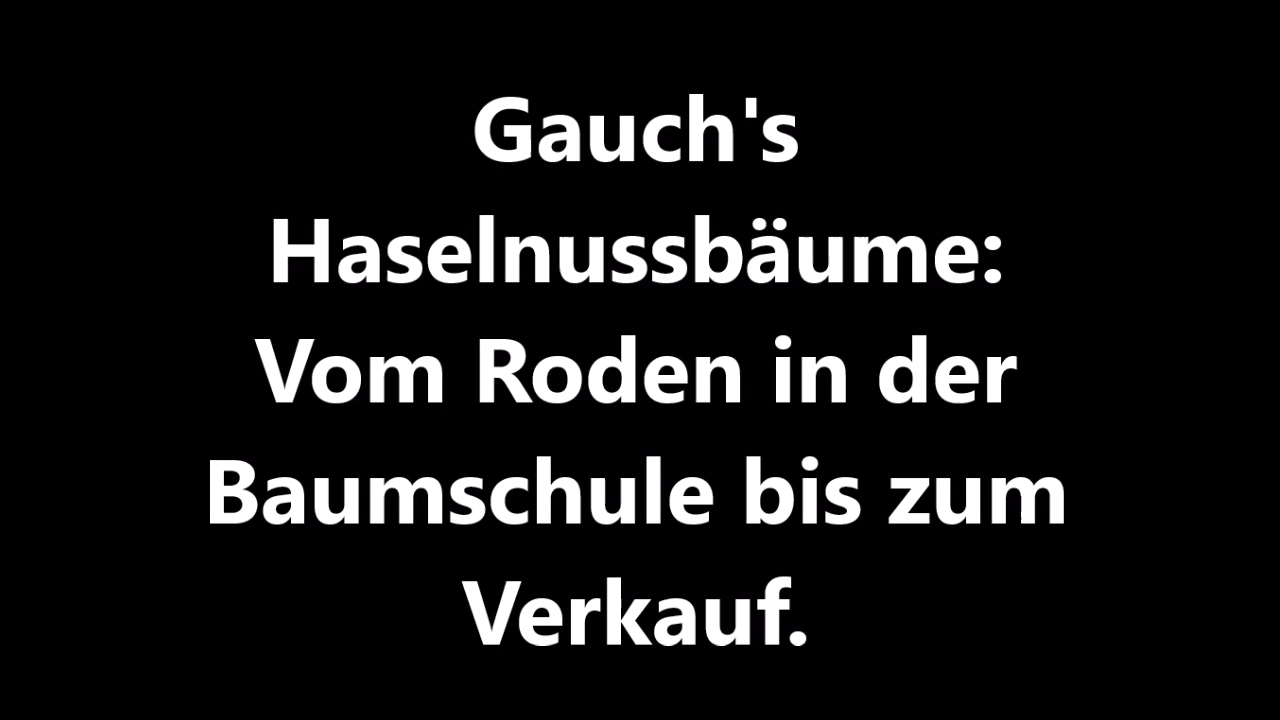 Gauch's
Haselnussbäume:
Vom Roden in der
Baumschule bis zum
Verkauf.